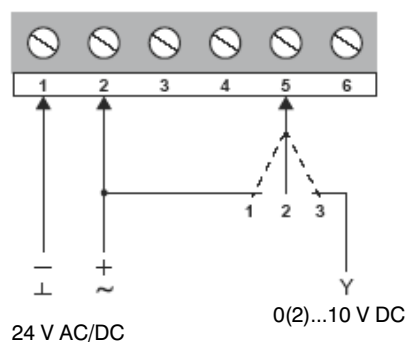 1 2 3 4 5 6
1 2 3
− +
⊥ ~ Y
0(2)...10 V DC
24 V AC/DC